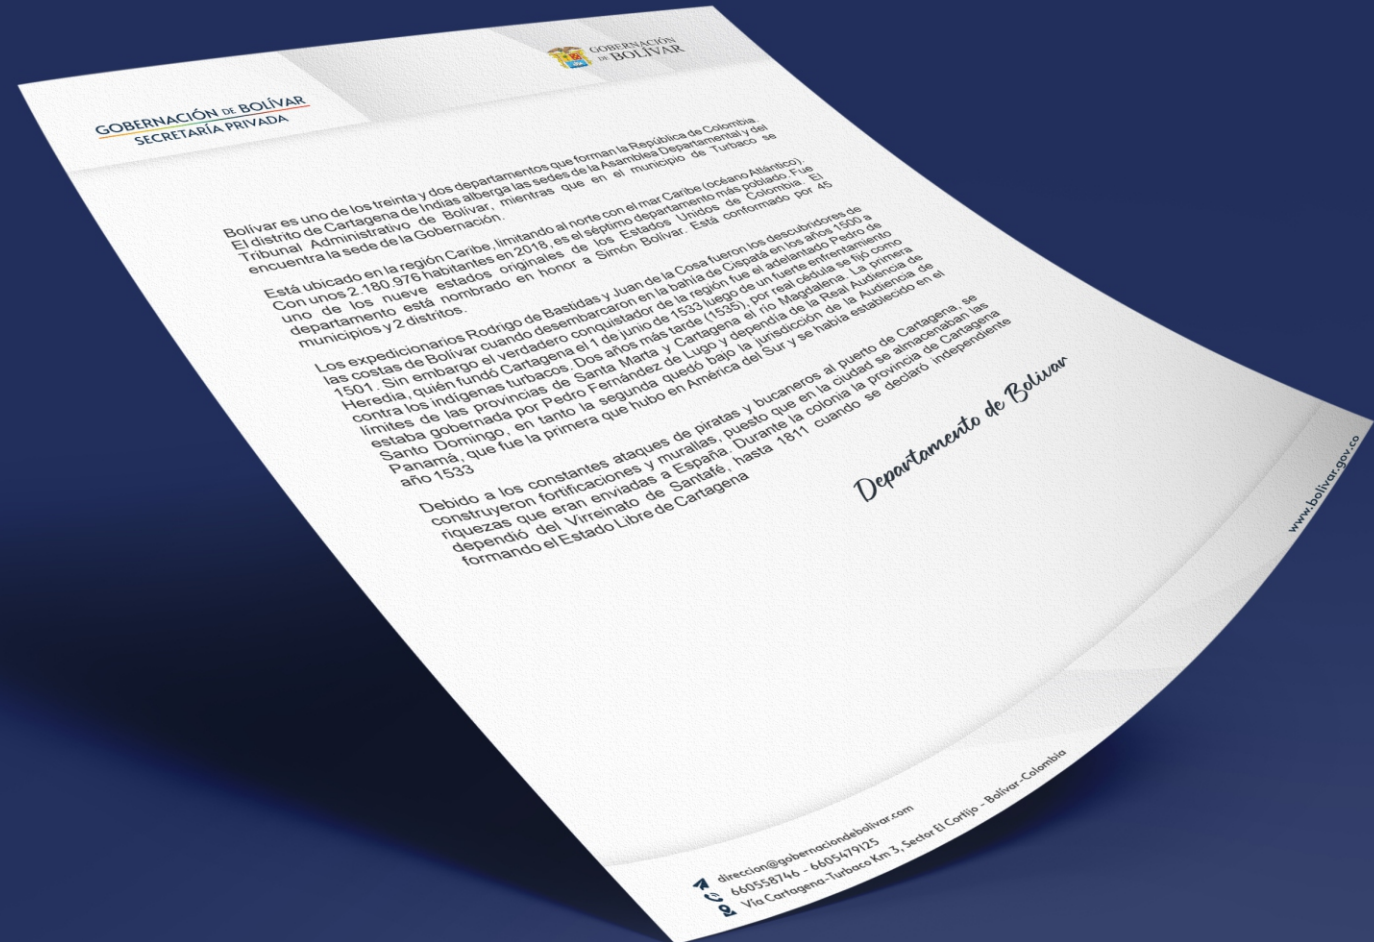 GOBERNACIÓN DE BOLÍVAR
SECRETARÍA PRIVADA
GOBERNACIÓN
DE BOLÍVAR
Bolívar es uno de los treinta y dos departamentos que forman la República de Colombia.
El distrito de Cartagena de Indias alberga las sedes de la Asamblea Departamental y del
Tribunal Administrativo de Bolívar, mientras que en el municipio de Turbaco se
encuentra la sede de la Gobernación.
Está ubicado en la región Caribe, limitando al norte con el mar Caribe (océano Atlántico).
Con unos 2.180.976 habitantes en 2018, es el séptimo departamento más poblado. Fue
uno de los nueve estados originales de los Estados Unidos de Colombia. El
departamento está nombrado en honor a Simón Bolívar. Está conformado por 45
municipios y 2 distritos.
Los expedicionarios Rodrigo de Bastidas y Juan de la Cosa fueron los descubridores de
las costas de Bolívar cuando desembarcaron en la bahía de Cispatá en los años 1500 a
1501. Sin embargo el verdadero conquistador de la región fue el adelantado Pedro de
Heredia, quién fundó Cartagena el 1 de junio de 1533 luego de un fuerte enfrentamiento
contra los indígenas turbacos. Dos años más tarde (1535), por real cédula se fijó como
límites de las provincias de Santa Marta y Cartagena el río Magdalena. La primera
estaba gobernada por Pedro Fernández de Lugo y dependía de la Real Audiencia de
Santo Domingo, en tanto la segunda quedó bajo la jurisdicción de la Audiencia de
Panamá, que fue la primera que hubo en América del Sur y se había establecido en el
año 1533
Debido a los constantes ataques de piratas y bucaneros al puerto de Cartagena, se
construyeron fortificaciones y murallas, puesto que en la ciudad se almacenaban las
riquezas que eran enviadas a España. Durante la colonia la provincia de Cartagena
dependió del Virreinato de Santafé, hasta 1811 cuando se declaró independiente
formando el Estado Libre de Cartagena
Departamento de Bolivar
www.bolivar.gov.co
direccion@gobernaciondebolivar.com
660558746 - 6605479125
Vía Cartagena-Turbaco Km 3, Sector El Cortijo - Bolívar-Colombia